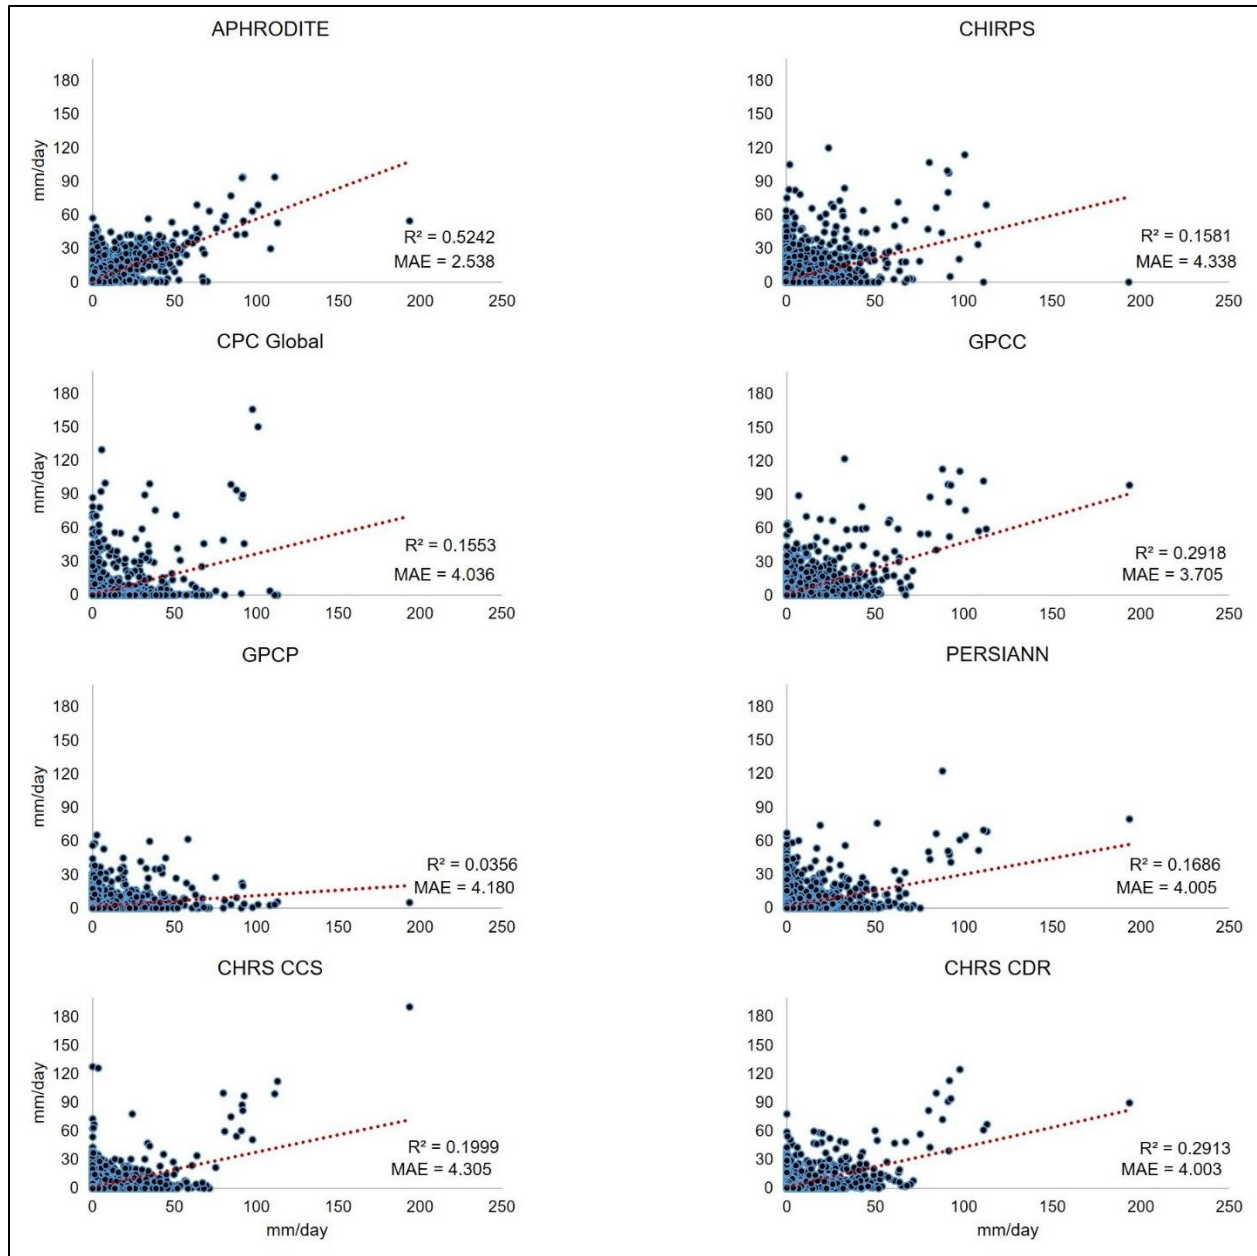 APHRODITE
180
150
120
90
60
30
0
mm/day
R² = 0.5242
MAE = 2.538
0 50 100 150 200 250
CHIRPS
180
150
120
90
60
30
0
R² = 0.1581
MAE = 4.338
0 50 100 150 200 250
CPC Global
180
150
120
90
60
30
0
mm/day
R² = 0.1553
MAE = 4.036
0 50 100 150 200 250
GPCC
180
150
120
90
60
30
0
R² = 0.2918
MAE = 3.705
0 50 100 150 200 250
GPCP
180
150
120
90
60
30
0
mm/day
R² = 0.0356
MAE = 4.180
0 50 100 150 200 250
PERSIANN
180
150
120
90
60
30
0
R² = 0.1686
MAE = 4.005
0 50 100 150 200 250
CHRS CCS
180
150
120
90
60
30
0
mm/day
R² = 0.1999
MAE = 4.305
0 50 100 150 200 250
mm/day
CHRS CDR
180
150
120
90
60
30
0
R² = 0.2913
MAE = 4.003
0 50 100 150 200 250
mm/day